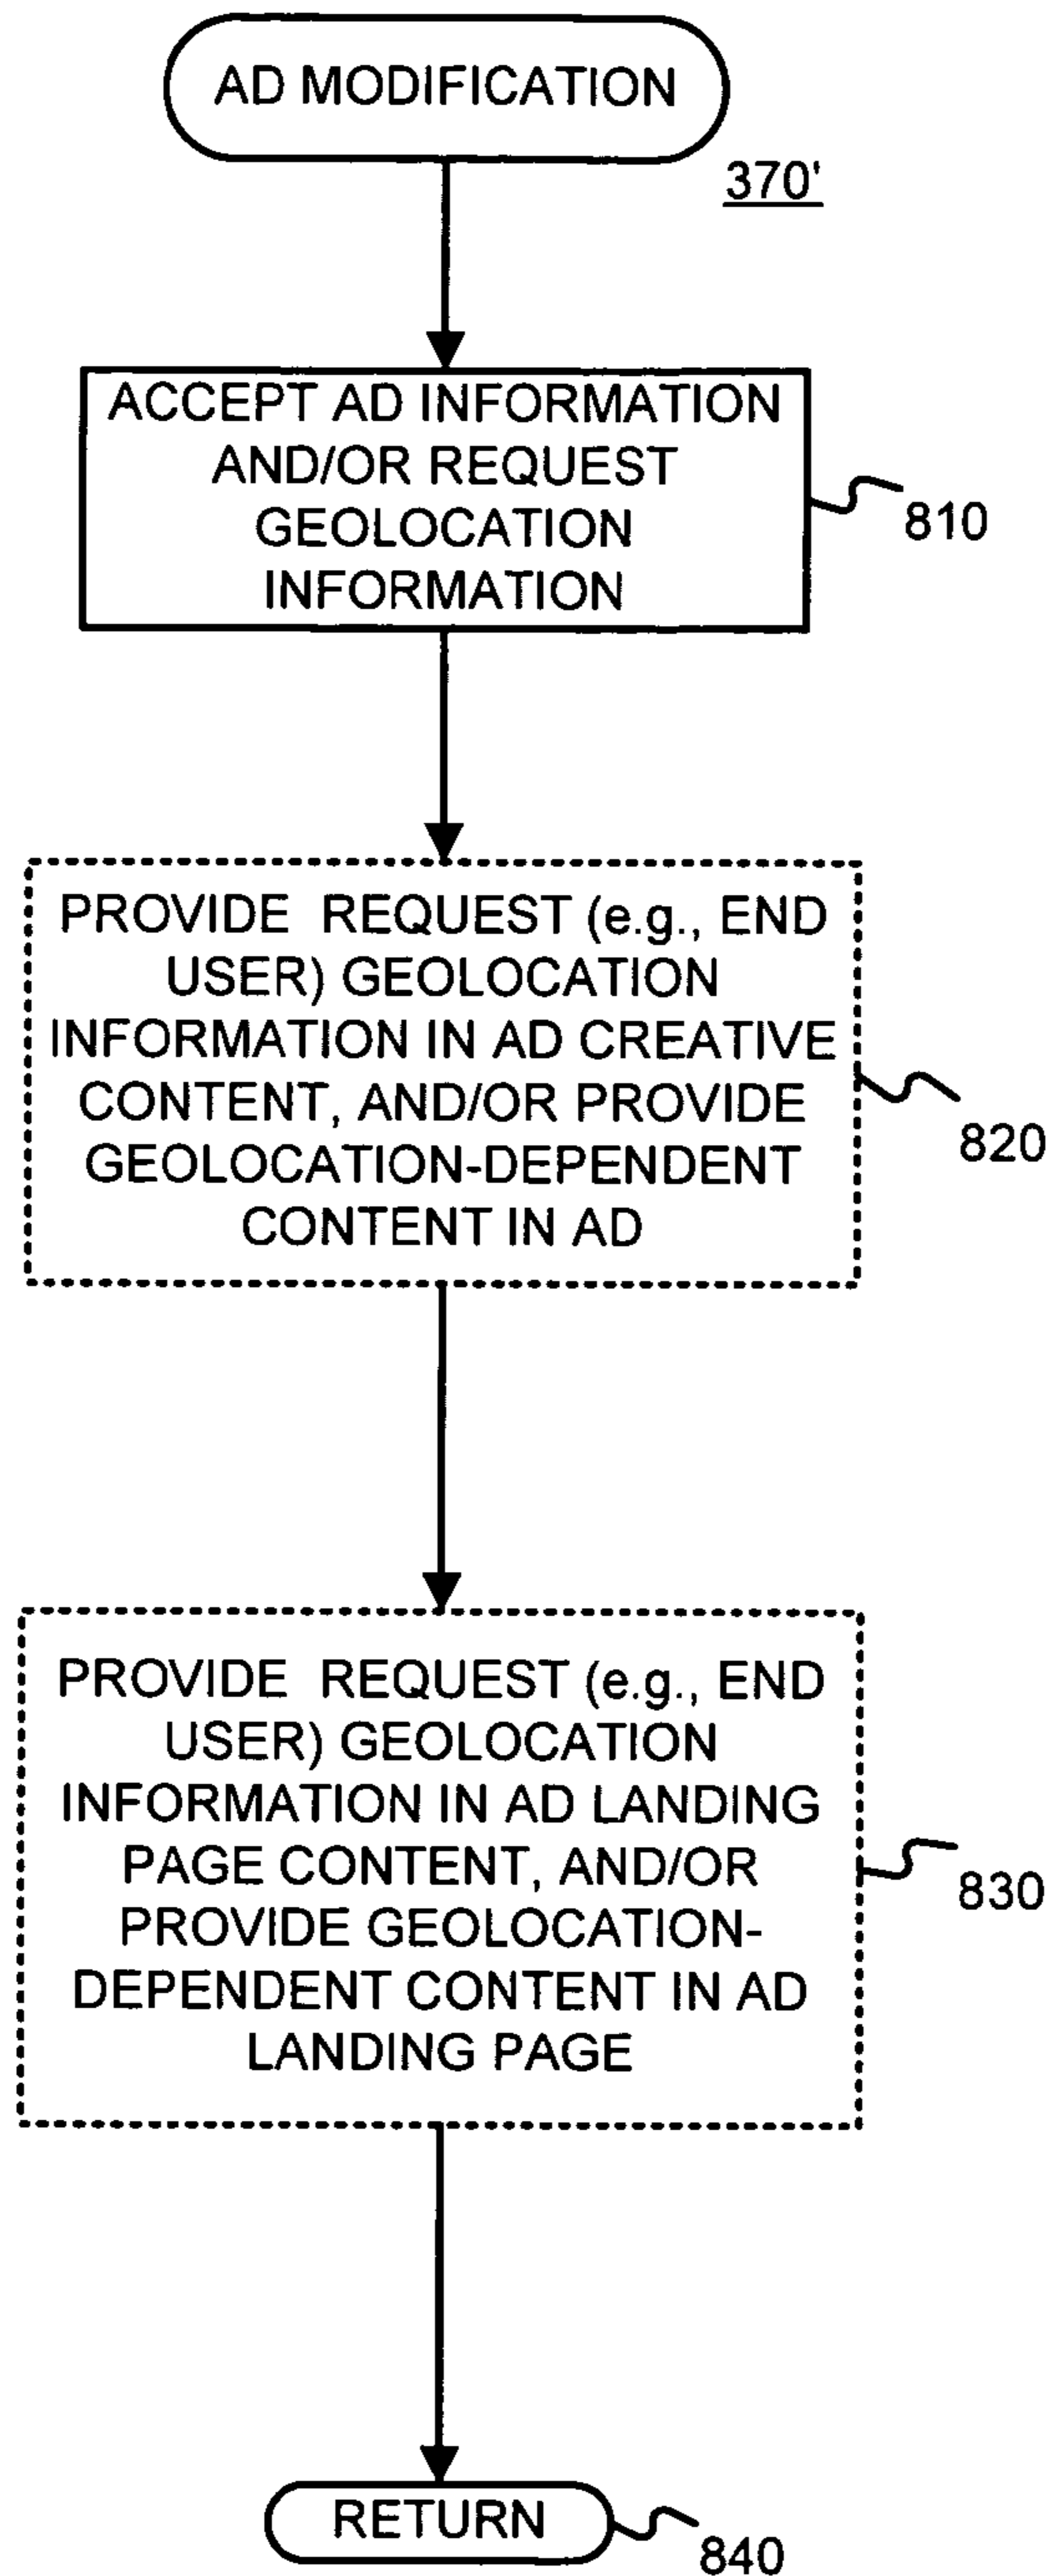 AD MODIFICATION
370'
ACCEPT AD INFORMATION
AND/OR REQUEST
GEOLOCATION
INFORMATION
810
PROVIDE REQUEST (e.g., END
USER) GEOLOCATION
INFORMATION IN AD CREATIVE
CONTENT, AND/OR PROVIDE
GEOLOCATION-DEPENDENT
CONTENT IN AD
820
PROVIDE REQUEST (e.g., END
USER) GEOLOCATION
INFORMATION IN AD LANDING
PAGE CONTENT, AND/OR
PROVIDE GEOLOCATION-
DEPENDENT CONTENT IN AD
LANDING PAGE
830
RETURN
840